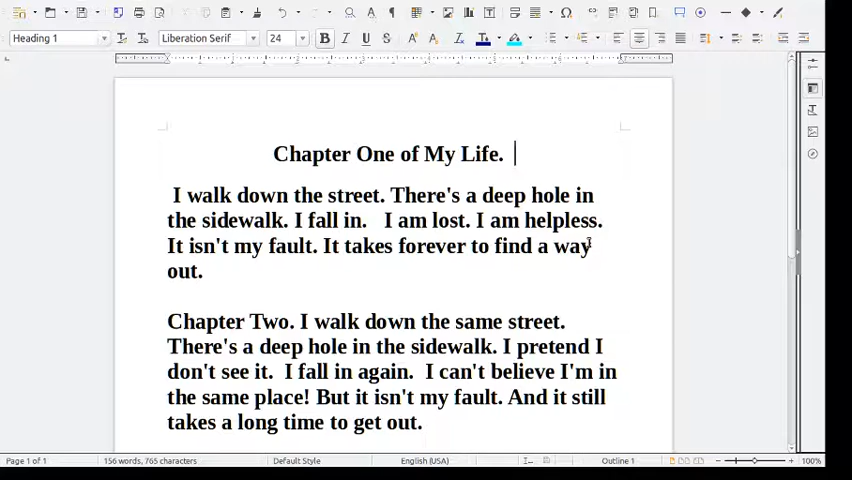 Heading 1
Liberation Serif
24
Chapter One of My Life.
I walk down the street. There's a deep hole in
the sidewalk. I fall in.   I am lost. I am helpless.
It isn't my fault. It takes forever to find a way
out.
Chapter Two. I walk down the same street.
There's a deep hole in the sidewalk. I pretend I
don't see it.  I fall in again.  I can't believe I'm in
the same place! But it isn't my fault. And it still
takes a long time to get out.
Page 1 of 1
156 words, 765 characters
Default Style
English (USA)
Outline 1
100%